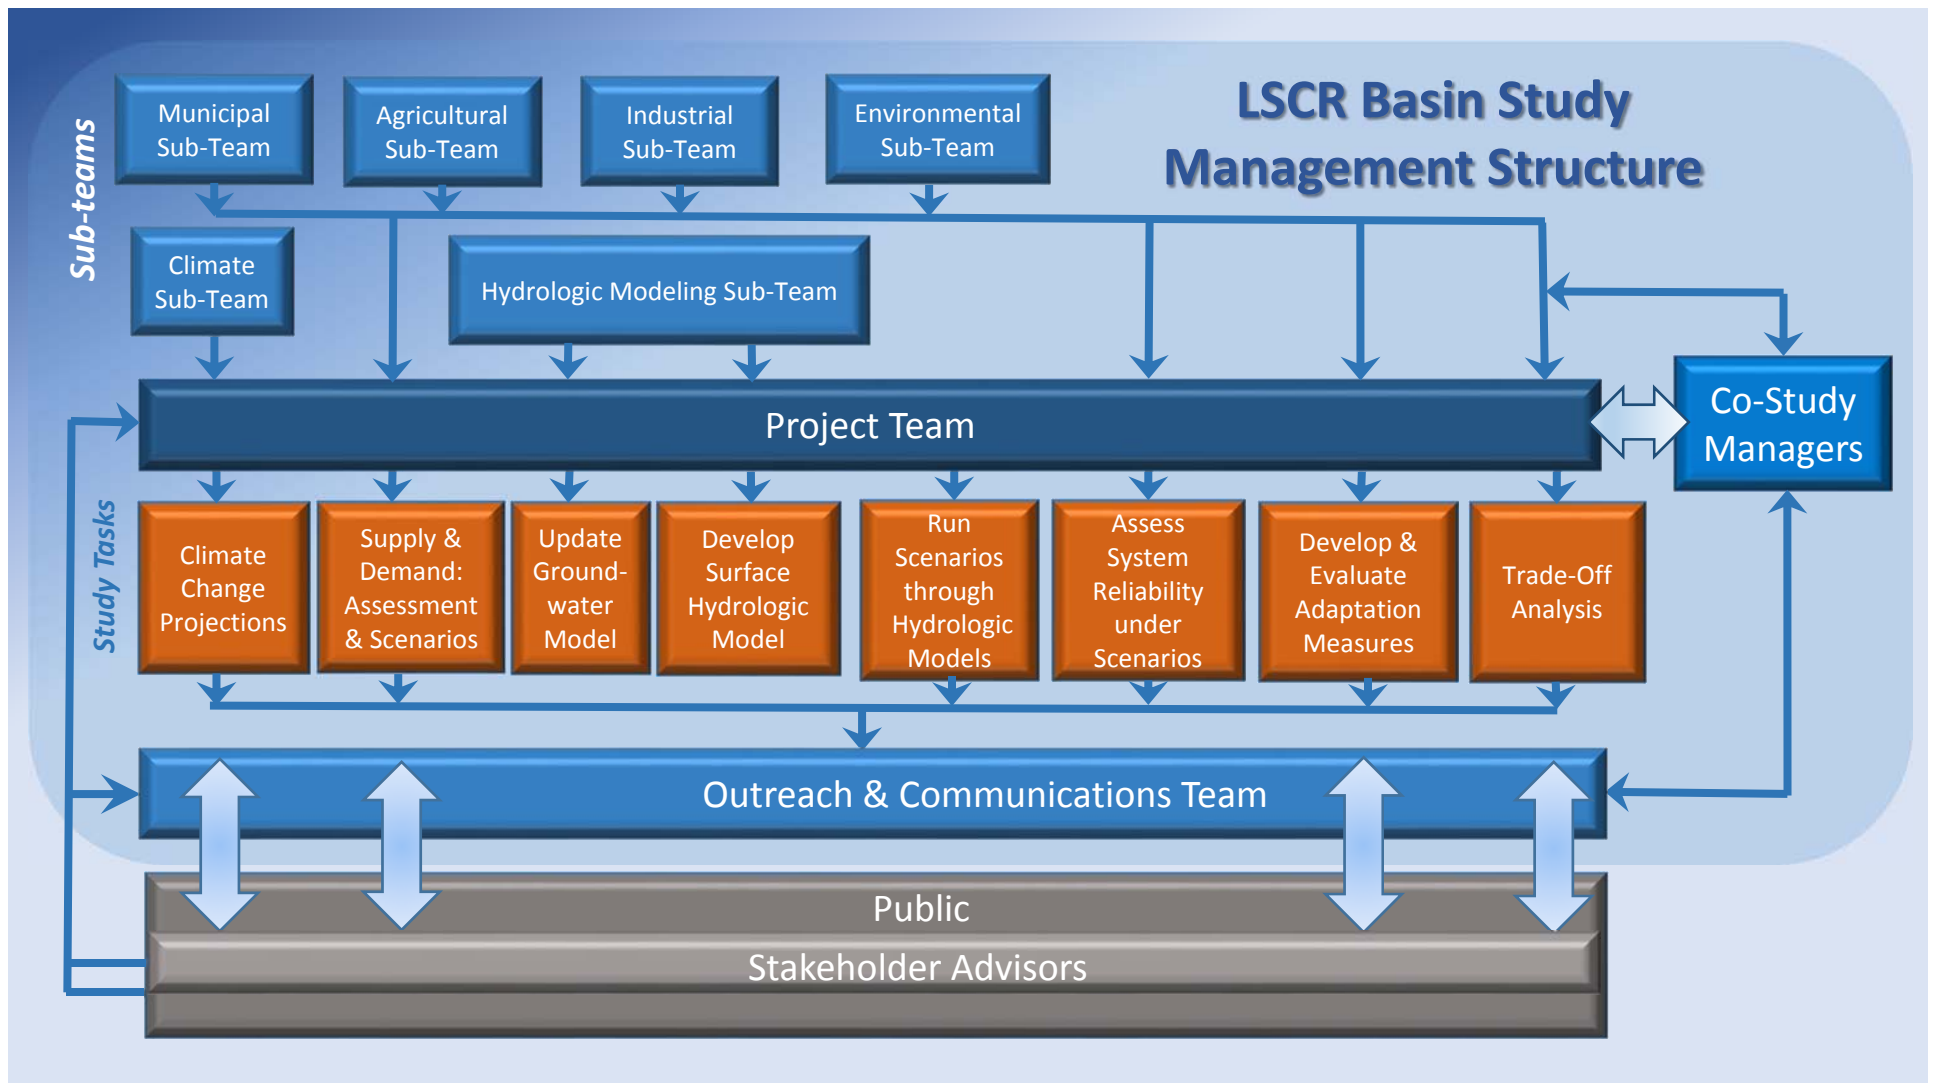 LSCR Basin Study
Management Structure
Sub-teams
Municipal
Sub-Team
Agricultural
Sub-Team
Industrial
Sub-Team
Environmental
Sub-Team
Climate
Sub-Team
Hydrologic Modeling Sub-Team
Project Team
Co-Study
Managers
Study Tasks
Climate
Change
Projections
Supply &
Demand:
Assessment
& Scenarios
Update
Ground-
water
Model
Develop
Surface
Hydrologic
Model
Run
Scenarios
through
Hydrologic
Models
Assess
System
Reliability
under
Scenarios
Develop &
Evaluate
Adaptation
Measures
Trade-Off
Analysis
Outreach & Communications Team
Public
Stakeholder Advisors